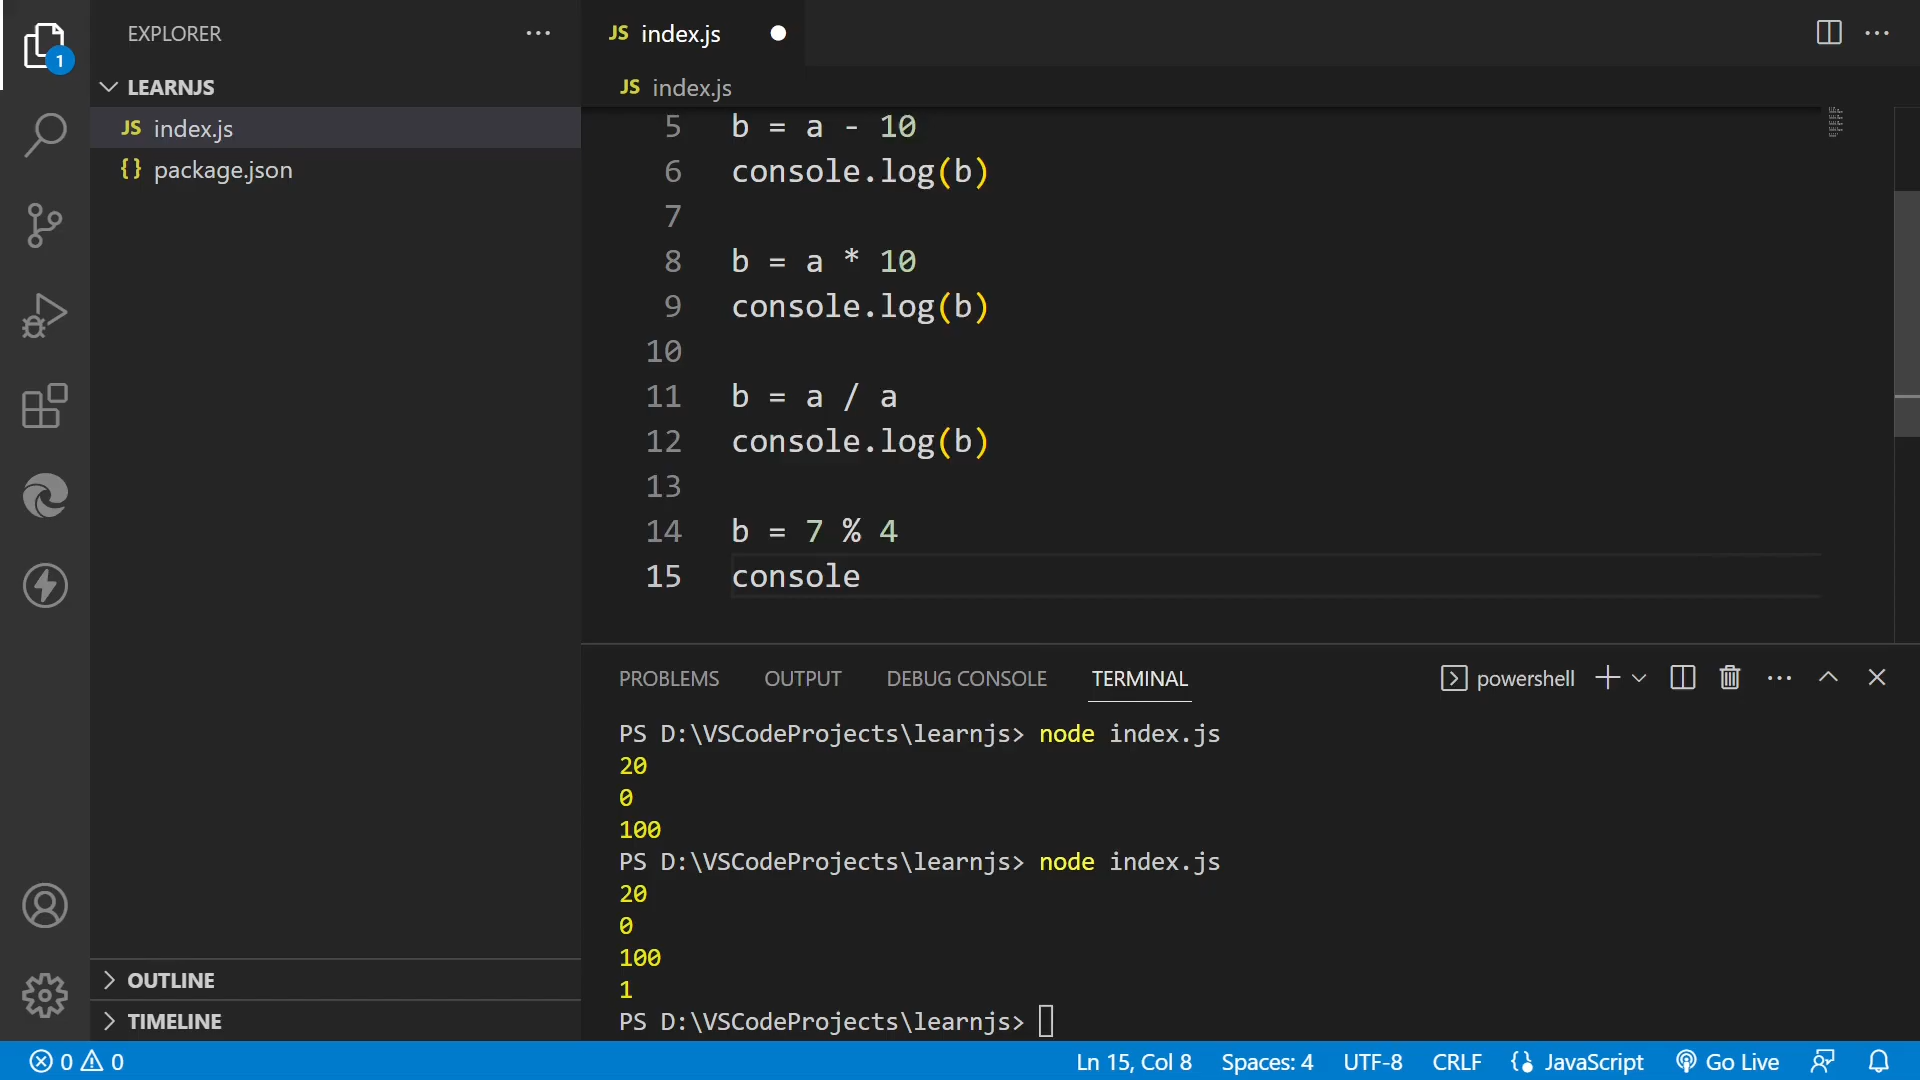 EXPLORER
1
LEARNJS
JS index.js
{} package.json
OUTLINE
TIMELINE
JS index.js
JS index.js
5 b = a - 10
6 console.log(b)
7
8 b = a * 10
9 console.log(b)
10
11 b = a / a
12 console.log(b)
13
14 b = 7 % 4
15 console
PROBLEMS OUTPUT DEBUG CONSOLE TERMINAL powershell
PS D:\VSCodeProjects\learnjs> node index.js
20
0
100
PS D:\VSCodeProjects\learnjs> node index.js
20
0
100
1
PS D:\VSCodeProjects\learnjs>
0 0 Ln 15, Col 8 Spaces: 4 UTF-8 CRLF {} JavaScript Go Live